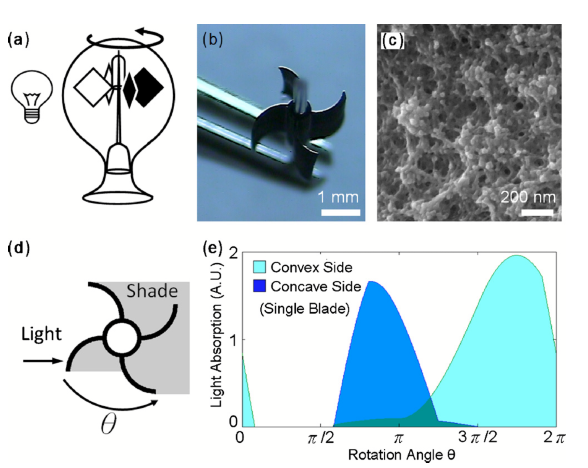 (a)
(b)
(c)
1 mm
200 nm
(d)
Shade
Light
θ
(e)
Light Absorption (A.U.)
2
1
0
Convex Side
Concave Side
(Single Blade)
0 π/2 π 3π/2 2π
Rotation Angle θ